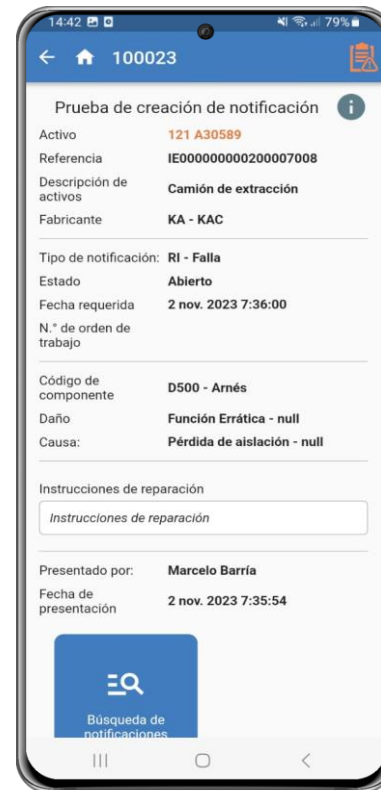 14:42 79%
100023
Prueba de creación de notificación
Activo 121 A30589
Referencia IE000000000200007008
Descripción de activos Camión de extracción
Fabricante KA - KAC
Tipo de notificación: RI - Falla
Estado Abierto
Fecha requerida 2 nov. 2023 7:36:00
N.° de orden de trabajo
Código de componente D500 - Arnés
Daño Función Errática - null
Causa: Pérdida de aislación - null
Instrucciones de reparación
Instrucciones de reparación
Presentado por: Marcelo Barría
Fecha de presentación 2 nov. 2023 7:35:54
Búsqueda de
notificaciones